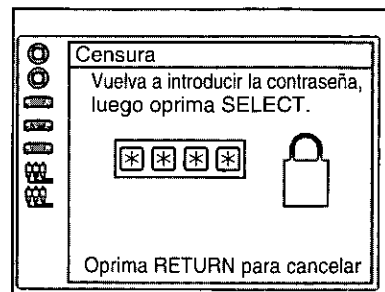 Censura
Vuelva a introducir la contraseña,
luego oprima SELECT.
* * * *
Oprima RETURN para cancelar